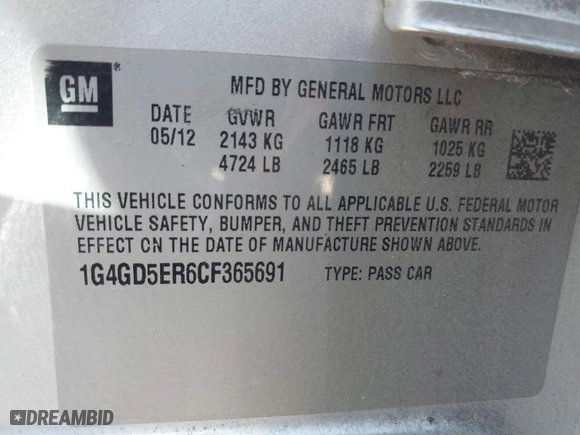 GM ®
MFD BY GENERAL MOTORS LLC
DATE GVWR GAWR FRT GAWR RR
05/12 2143 KG 1118 KG 1025 KG
4724 LB 2465 LB 2259 LB
THIS VEHICLE CONFORMS TO ALL APPLICABLE U.S. FEDERAL MOTOR
VEHICLE SAFETY, BUMPER, AND THEFT PREVENTION STANDARDS IN
EFFECT ON THE DATE OF MANUFACTURE SHOWN ABOVE.
1G4GD5ER6CF365691 TYPE: PASS CAR
DREAMBID